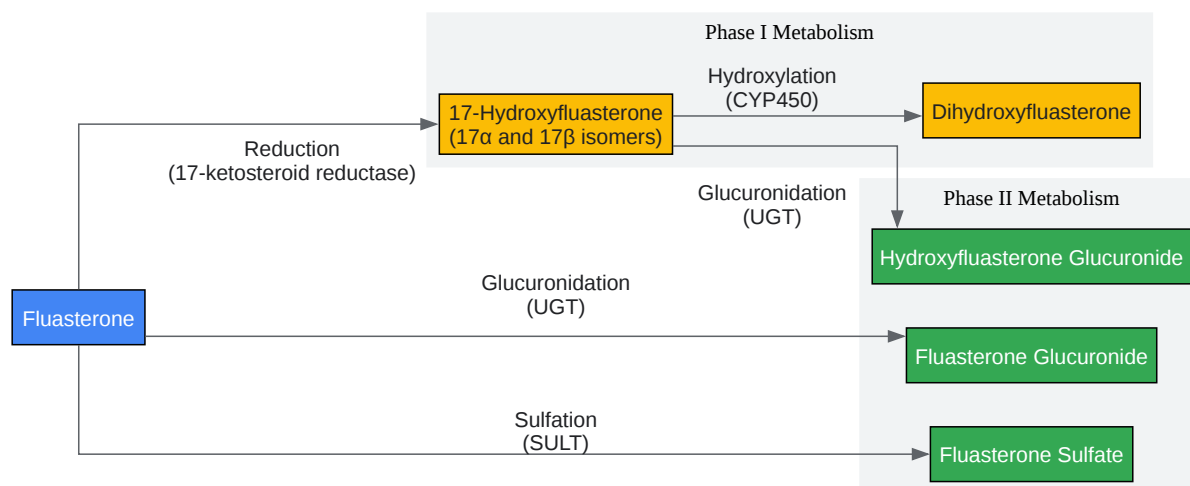 Phase I Metabolism
Hydroxylation
(CYP450)
17-Hydroxyfluasterone
(17α and 17β isomers)
Dihydroxyfluasterone
Reduction
(17-ketosteroid reductase)
Glucuronidation
(UGT)
Phase II Metabolism
Hydroxyfluasterone Glucuronide
Glucuronidation
(UGT)
Fluasterone
Fluasterone Glucuronide
Sulfation
(SULT)
Fluasterone Sulfate